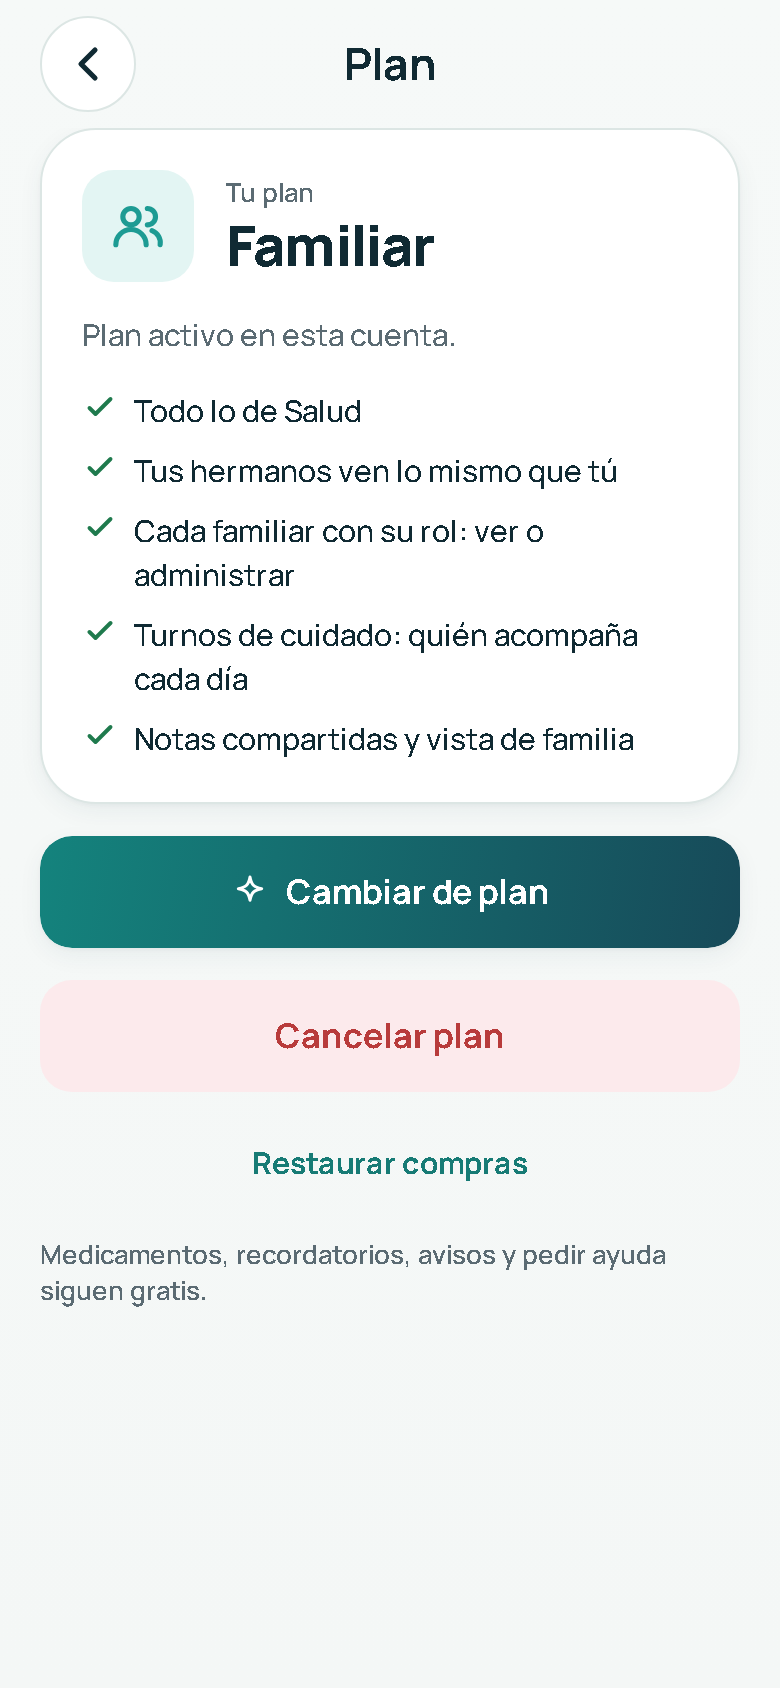 Plan
Tu plan
Familiar
Plan activo en esta cuenta.
Todo lo de Salud
Tus hermanos ven lo mismo que tú
Cada familiar con su rol: ver o
administrar
Turnos de cuidado: quién acompaña
cada día
Notas compartidas y vista de familia
Cambiar de plan
Cancelar plan
Restaurar compras
Medicamentos, recordatorios, avisos y pedir ayuda
siguen gratis.